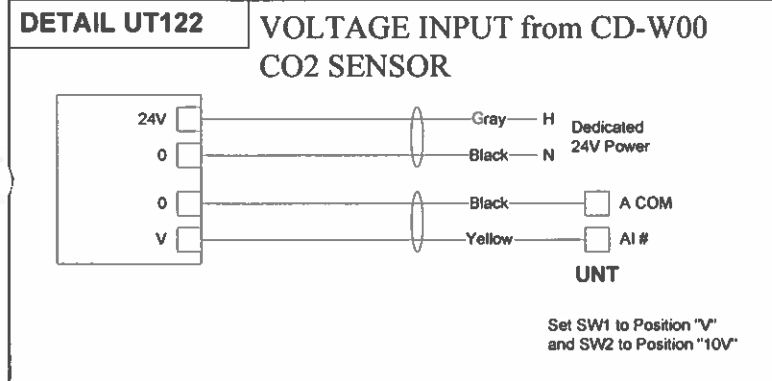 DETAIL UT122
VOLTAGE INPUT from CD-W00
CO2 SENSOR
24V
Gray
H
Dedicated
24V Power
0
Black
N
0
Black
A COM
V
Yellow
AI #
UNT
Set SW1 to Position "V"
and SW2 to Position "10V"